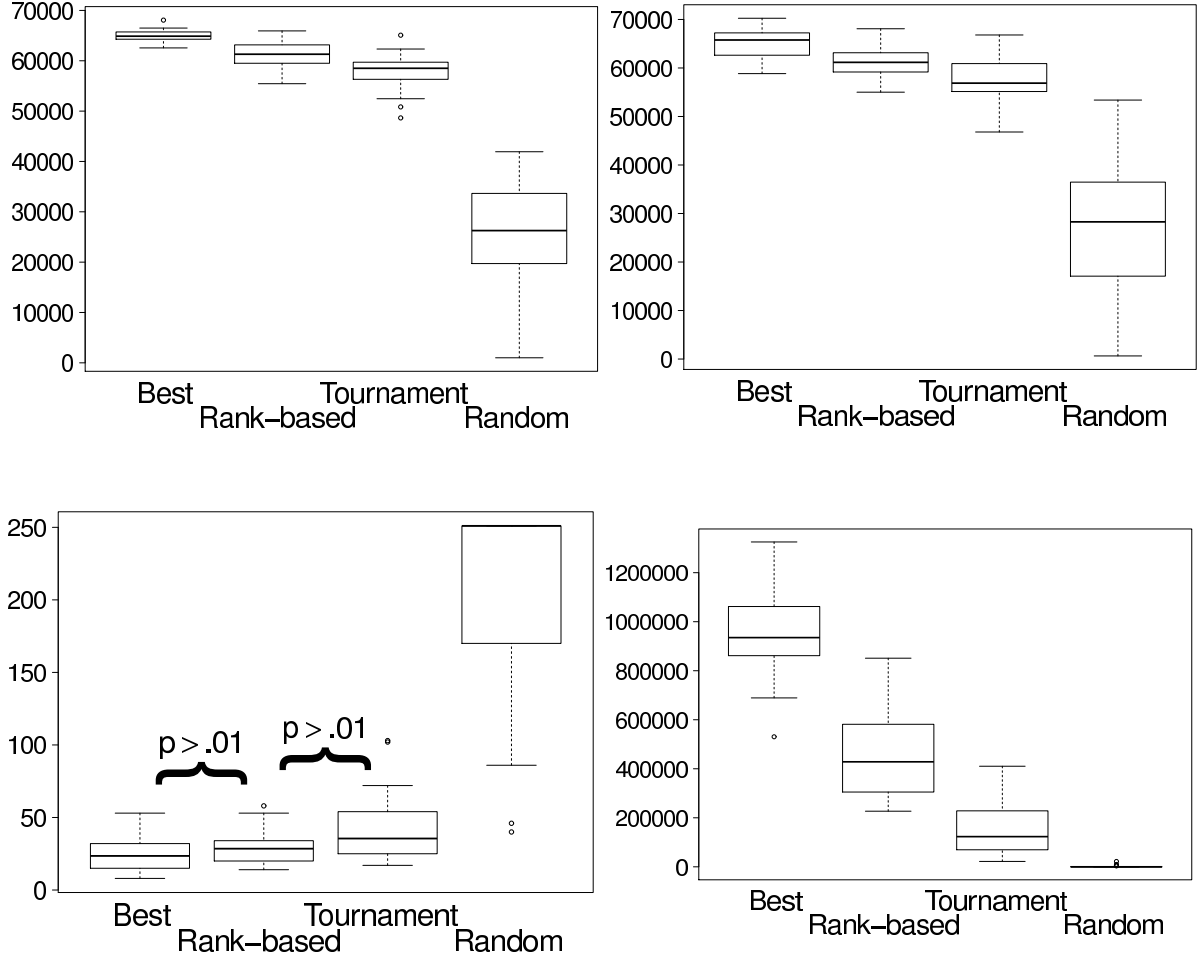 70000
60000
50000
40000
30000
20000
10000
0
Best
Tournament
Rank−based
Random
70000
60000
50000
40000
30000
20000
10000
0
Best
Tournament
Rank−based
Random
250
200
150
100
50
0
p > .01
p > .01
Best
Tournament
Rank−based
Random
1200000
1000000
800000
600000
400000
200000
0
Best
Tournament
Rank−based
Random